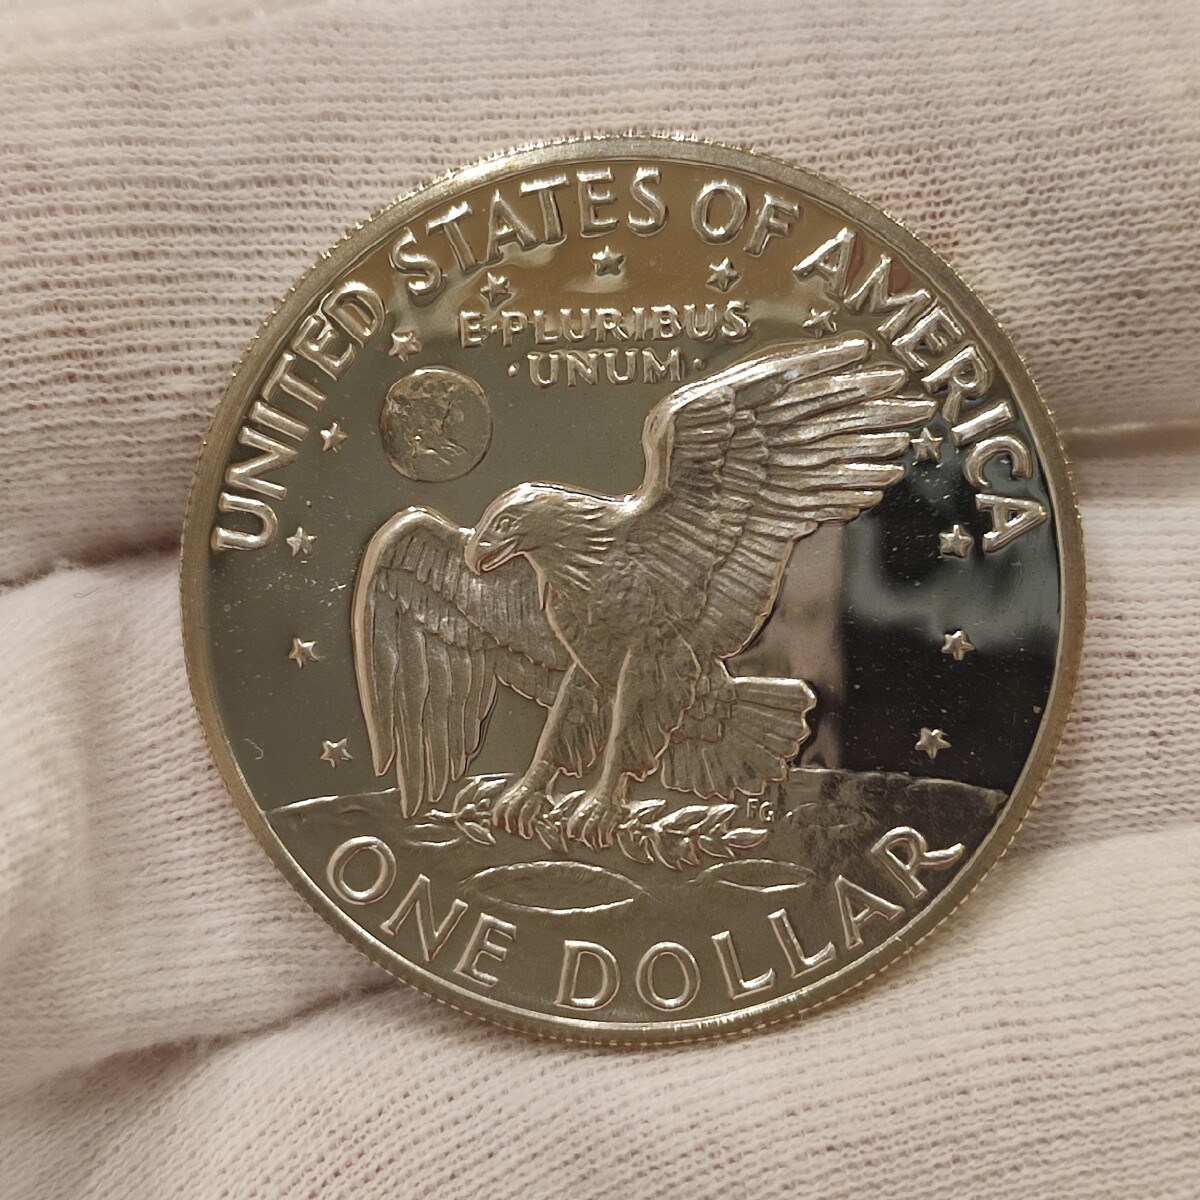 UNITED STATES OF AMERICA
E·PLURIBUS
·UNUM·
FG
ONE DOLLAR